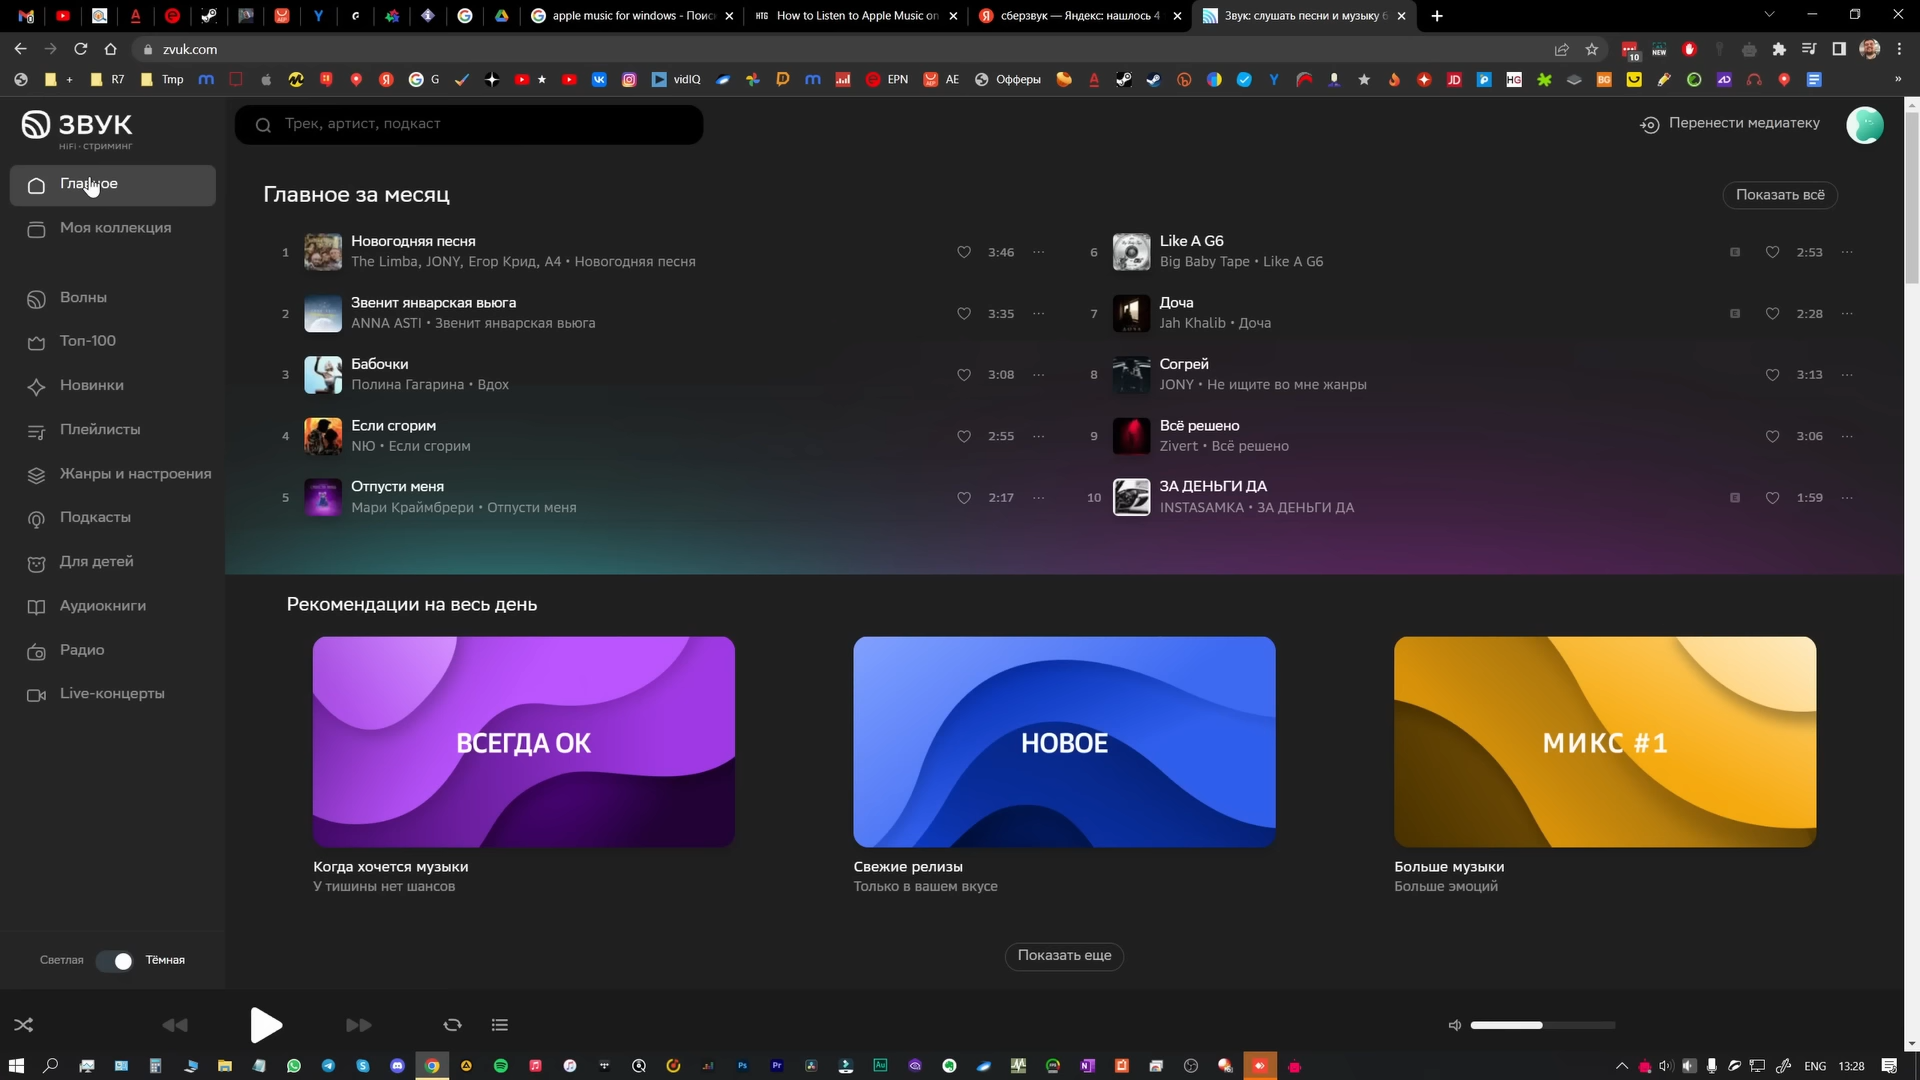 apple music for windows - Поис
How to Listen to Apple Music on
сберзвук — Яндекс: нашлось 4
Звук: слушать песни и музыку б
zvuk.com
10
NEW
+
R7
Tmp
G
vidIQ
EPN
AE
Офферы
JD
HG
BG
ЗВУК
HiFi-стриминг
Трек, артист, подкаст
Перенести медиатеку
Главное
Моя коллекция
Волны
Топ-100
Новинки
Плейлисты
Жанры и настроения
Подкасты
Для детей
Аудиокниги
Радио
Live-концерты
Светлая
Тёмная
Главное за месяц
Показать всё
1
Новогодняя песня
The Limba, JONY, Егор Крид, А4 • Новогодняя песня
3:46
2
Звенит январская вьюга
ANNA ASTI • Звенит январская вьюга
3:35
3
Бабочки
Полина Гагарина • Вдох
3:08
4
Если сгорим
NЮ • Если сгорим
2:55
5
Отпусти меня
Мари Краймбрери • Отпусти меня
2:17
6
Like A G6
Big Baby Tape • Like A G6
E
2:53
7
Доча
Jah Khalib • Доча
E
2:28
8
Согрей
JONY • Не ищите во мне жанры
3:13
9
Всё решено
Zivert • Всё решено
3:06
10
ЗА ДЕНЬГИ ДА
INSTASAMKA • ЗА ДЕНЬГИ ДА
E
1:59
Рекомендации на весь день
ВСЕГДА ОК
Когда хочется музыки
У тишины нет шансов
НОВОЕ
Свежие релизы
Только в вашем вкусе
МИКС #1
Больше музыки
Больше эмоций
Показать еще
ENG
13:28